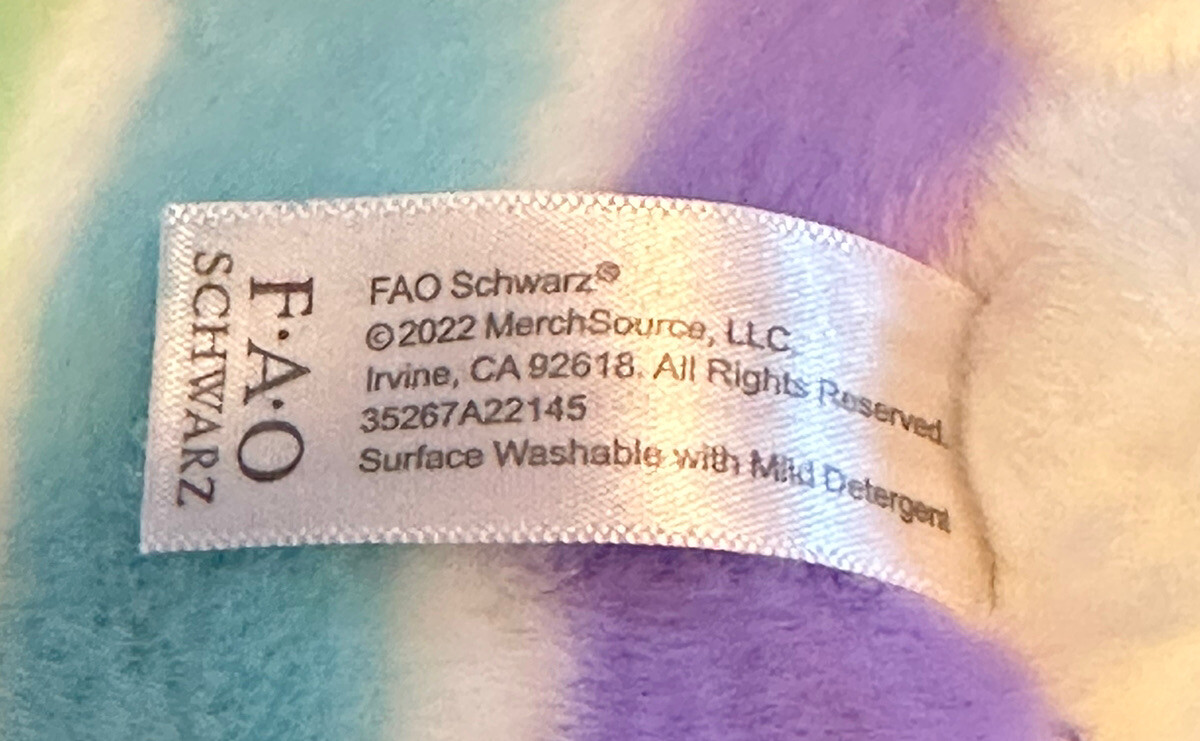 F·A·O
SCHWARZ
FAO Schwarz®
©2022 MerchSource, LLC
Irvine, CA 92618. All Rights Reserved.
35267A22145
Surface Washable with Mild Detergent